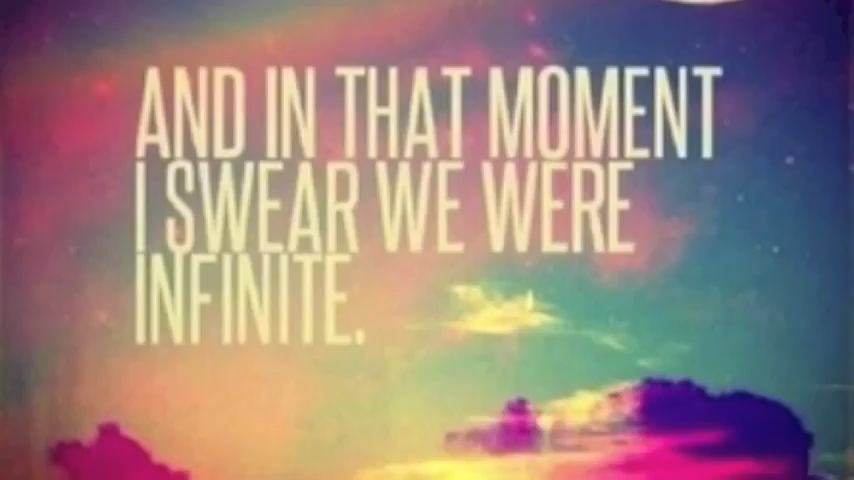 AND IN THAT MOMENT
I SWEAR WE WERE
INFINITE.